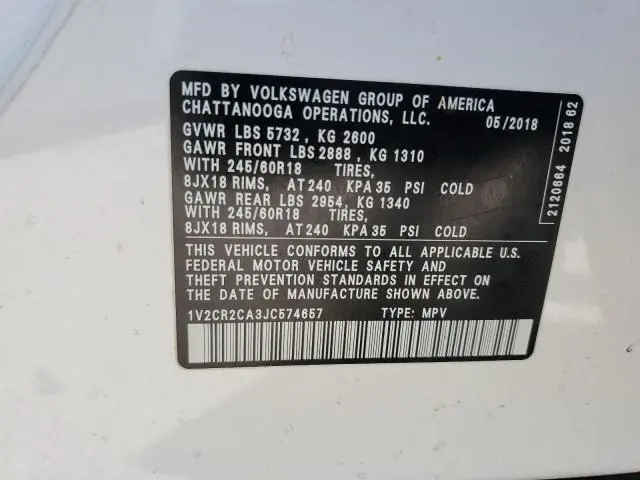 MFD BY VOLKSWAGEN GROUP OF AMERICA
CHATTANOOGA OPERATIONS, LLC. 05/2018
GVWR LBS 5732 , KG 2600
GAWR FRONT LBS 2888 , KG 1310
WITH 245/60R18 TIRES,
8JX18 RIMS, AT 240 KPA 35 PSI COLD
GAWR REAR LBS 2954, KG 1340
WITH 245/60R18 TIRES,
8JX18 RIMS, AT 240 KPA 35 PSI COLD
THIS VEHICLE CONFORMS TO ALL APPLICABLE U.S.
FEDERAL MOTOR VEHICLE SAFETY AND
THEFT PREVENTION STANDARDS IN EFFECT ON
THE DATE OF MANUFACTURE SHOWN ABOVE.
1V2CR2CA3JC574657 TYPE: MPV
2120664 2018 62